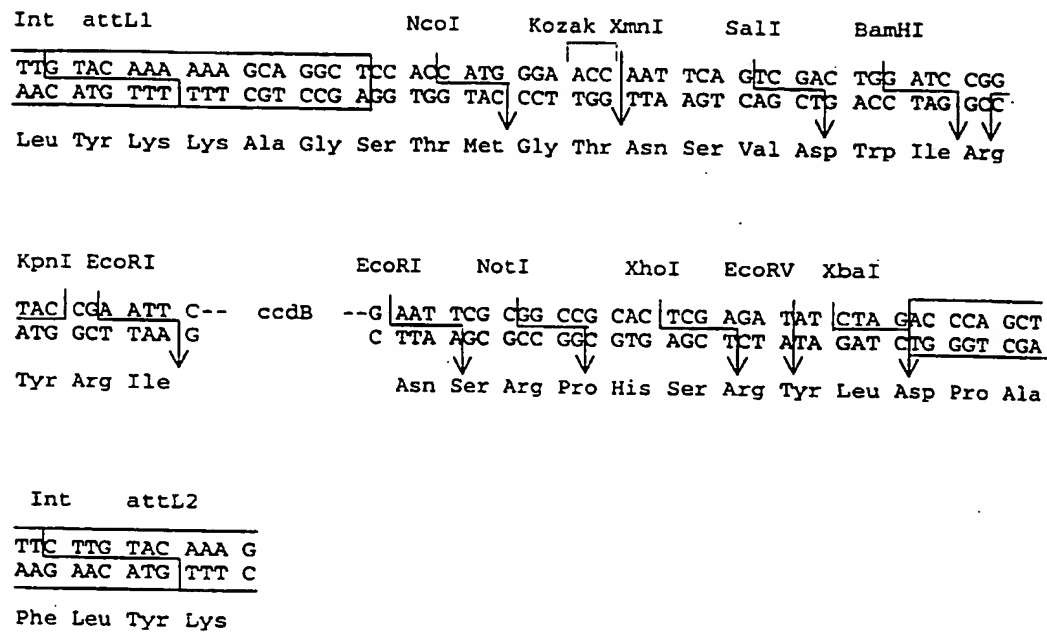 Int attL1 NcoI Kozak XmnI SalI BamHI
TTG TAC AAA AAA GCA GGC TCC ACC ATG GGA ACC AAT TCA GTC GAC TGG ATC CGG
AAC ATG TTT TTT CGT CCG AGG TGG TAC CCT TGG TTA AGT CAG CTG ACC TAG GCC
Leu Tyr Lys Lys Ala Gly Ser Thr Met Gly Thr Asn Ser Val Asp Trp Ile Arg
KpnI EcoRI EcoRI NotI XhoI EcoRV XbaI
TAC CGA ATT C-- ccdB --G AAT TCG CGG CCG CAC TCG AGA TAT CTA GAC CCA GCT
ATG GCT TAA G C TTA AGC GCC GGC GTG AGC TCT ATA GAT CTG GGT CGA
Tyr Arg Ile Asn Ser Arg Pro His Ser Arg Tyr Leu Asp Pro Ala
Int attL2
TTC TTG TAC AAA G
AAG AAC ATG TTT C
Phe Leu Tyr Lys